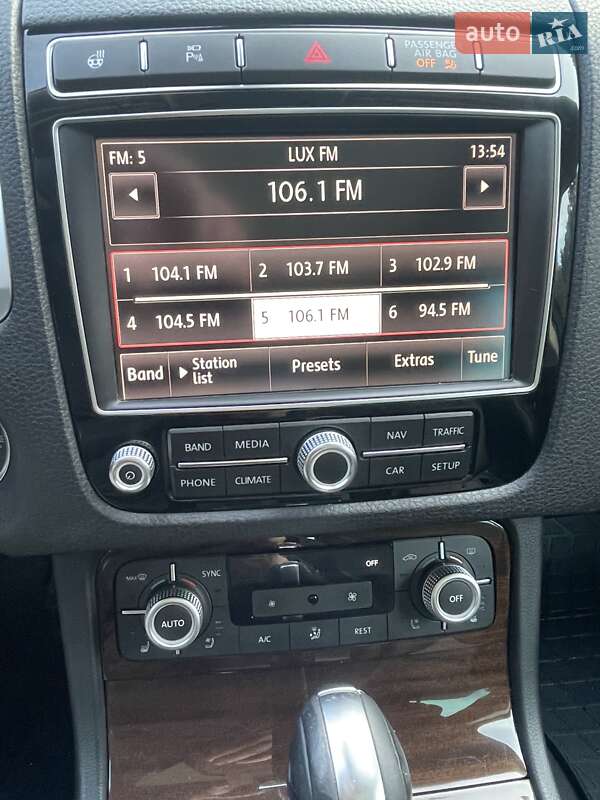 auto RIA.com
PASSENGER
AIR BAG
OFF
FM: 5 LUX FM 13:54
106.1 FM
1 104.1 FM 2 103.7 FM 3 102.9 FM
4 104.5 FM 5 106.1 FM 6 94.5 FM
Band Station list Presets Extras Tune
BAND MEDIA NAV TRAFFIC
PHONE CLIMATE CAR SETUP
MAX SYNC OFF
AUTO OFF
A/C REST